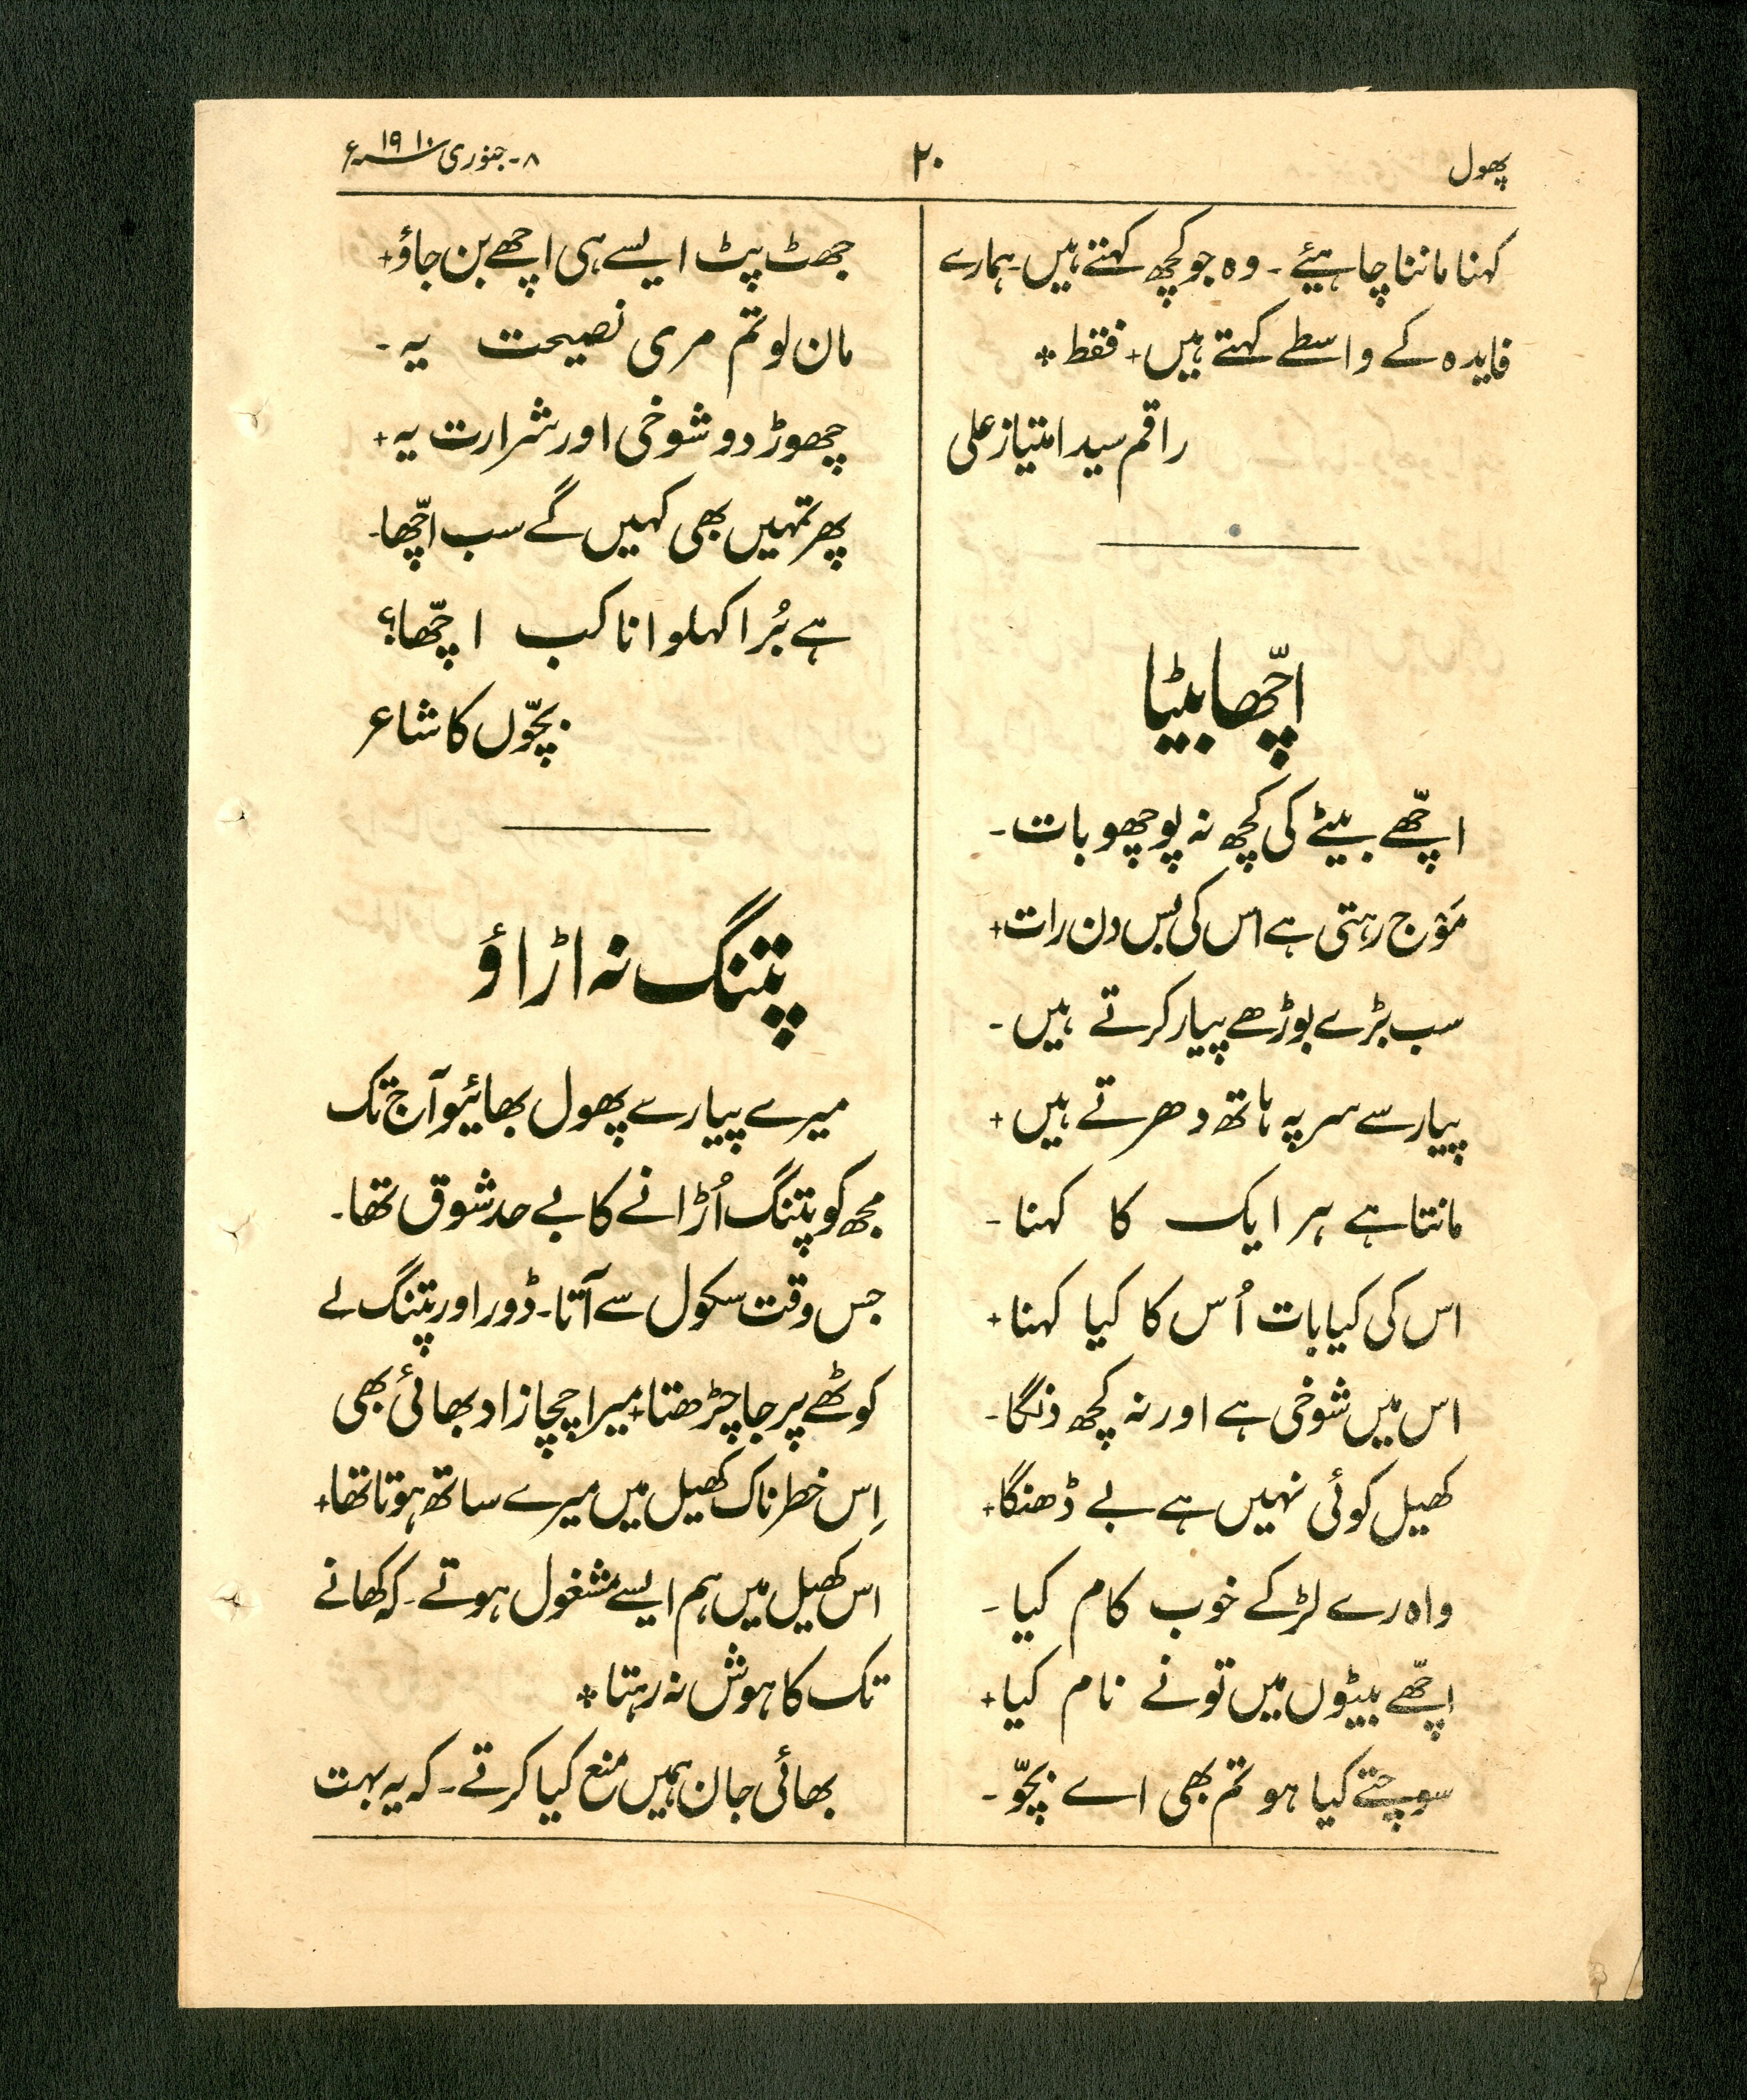 پھول
۲۰
۸-جنوری ۱۹۱۰ء
کہنا ماننا چاہیئے - وہ جو کچھ کہتے ہیں - ہمارے
فایدہ کے واسطے کہتے ہیں + فقط *
راقم سید امتیاز علی
اچّھا بیٹا
اچّھے بیٹے کی کچھ نہ پوچھو بات -
مَوج رہتی ہے اس کی بس دن رات +
سب بڑے بوڑھے پیار کرتے ہیں -
پیار سے سر پہ ہاتھ دھرتے ہیں +
مانتا ہے ہر ایک کا کہنا -
اس کی کیا بات اُس کا کیا کہنا +
اس میں شوخی ہے اور نہ کچھ دنگا -
کھیل کوئی نہیں ہے بے ڈھنگا +
واہ رے لڑکے خوب کام کیا -
اچّھے بیٹوں میں تو نے نام کیا +
سوچتے کیا ہو تم بھی اے بچّو -
جھٹ پٹ ایسے ہی اچھے بن جاؤ +
مان لو تم مری نصیحت یہ -
چھوڑ دو شوخی اور شرارت یہ +
پھر تمہیں بھی کہیں گے سب اچّھا -
ہے بُرا کہلوانا کب اچّھا؟
بچّوں کا شاعر
پتنگ نہ اڑاؤ
میرے پیارے پھول بھائیو آج تک
مجھ کو پتنگ اُڑانے کا بے حد شوق تھا -
جس وقت سکول سے آتا - ڈور اور پتنگ لے
کوٹھے پر جا چڑھتا + میرا چچازاد بھائی بھی
اِس خطرناک کھیل میں میرے ساتھ ہوتا تھا +
اس کھیل میں ہم ایسے مشغول ہوتے - کہ کھانے
تک کا ہوش نہ رہتا *
بھائی جان ہمیں منع کیا کرتے - کہ یہ بہت